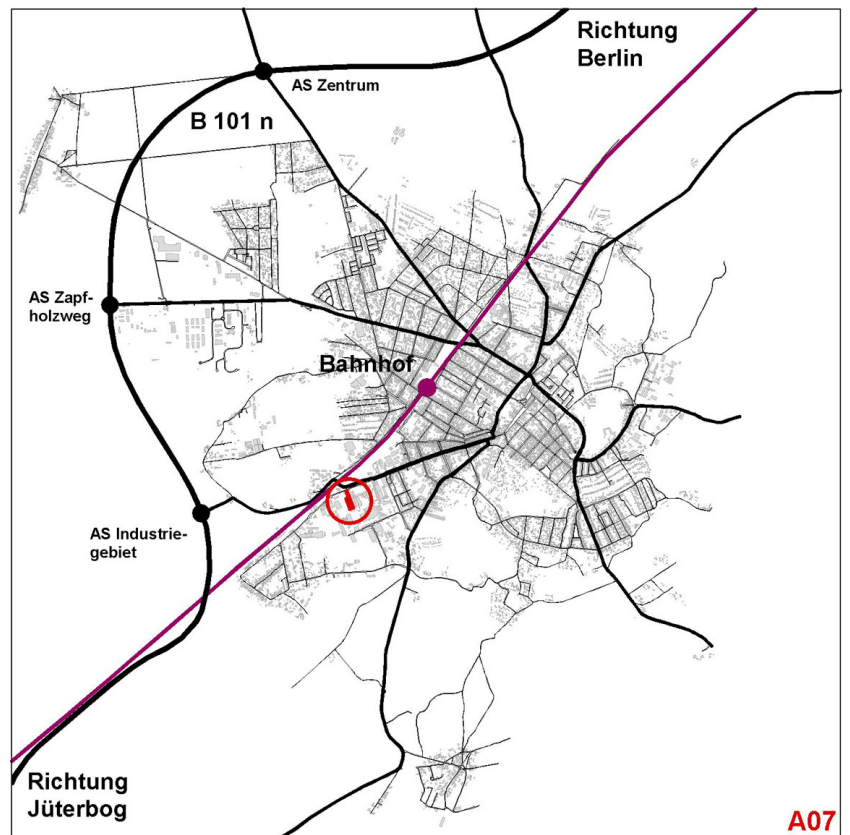 Richtung
Berlin
AS Zentrum
B 101 n
AS Zapf-
holzweg
Bahnhof
AS Industrie-
gebiet
Richtung
Jüterbog
A07